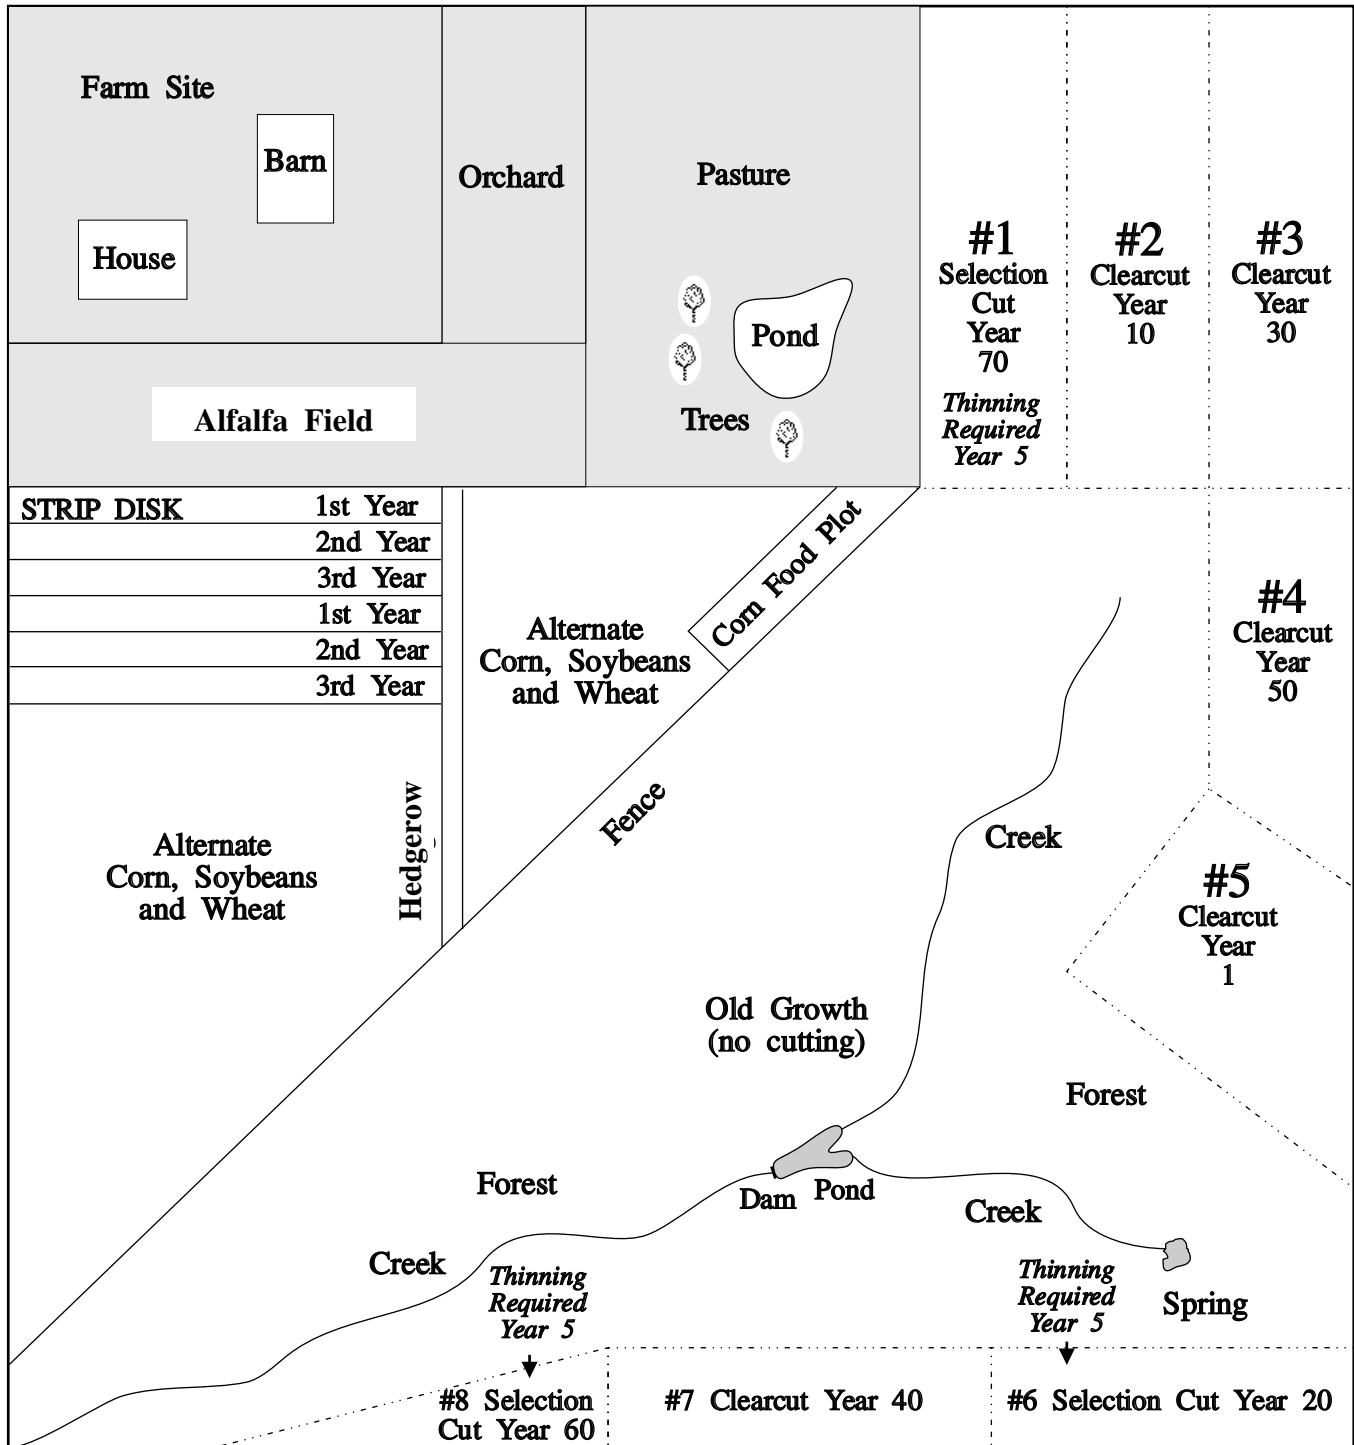 Farm Site
Barn
House
Orchard
Pasture
Pond
Trees
Alfalfa Field
#1
Selection
Cut
Year
70
Thinning
Required
Year 5
#2
Clearcut
Year
10
#3
Clearcut
Year
30
STRIP DISK
1st Year
2nd Year
3rd Year
1st Year
2nd Year
3rd Year
Alternate
Corn, Soybeans
and Wheat
Corn Food Plot
#4
Clearcut
Year
50
Alternate
Corn, Soybeans
and Wheat
Hedgerow
Fence
Creek
#5
Clearcut
Year
1
Old Growth
(no cutting)
Forest
Forest
Dam
Pond
Creek
Creek
Thinning
Required
Year 5
Thinning
Required
Year 5
Spring
#8 Selection
Cut Year 60
#7 Clearcut Year 40
#6 Selection Cut Year 20